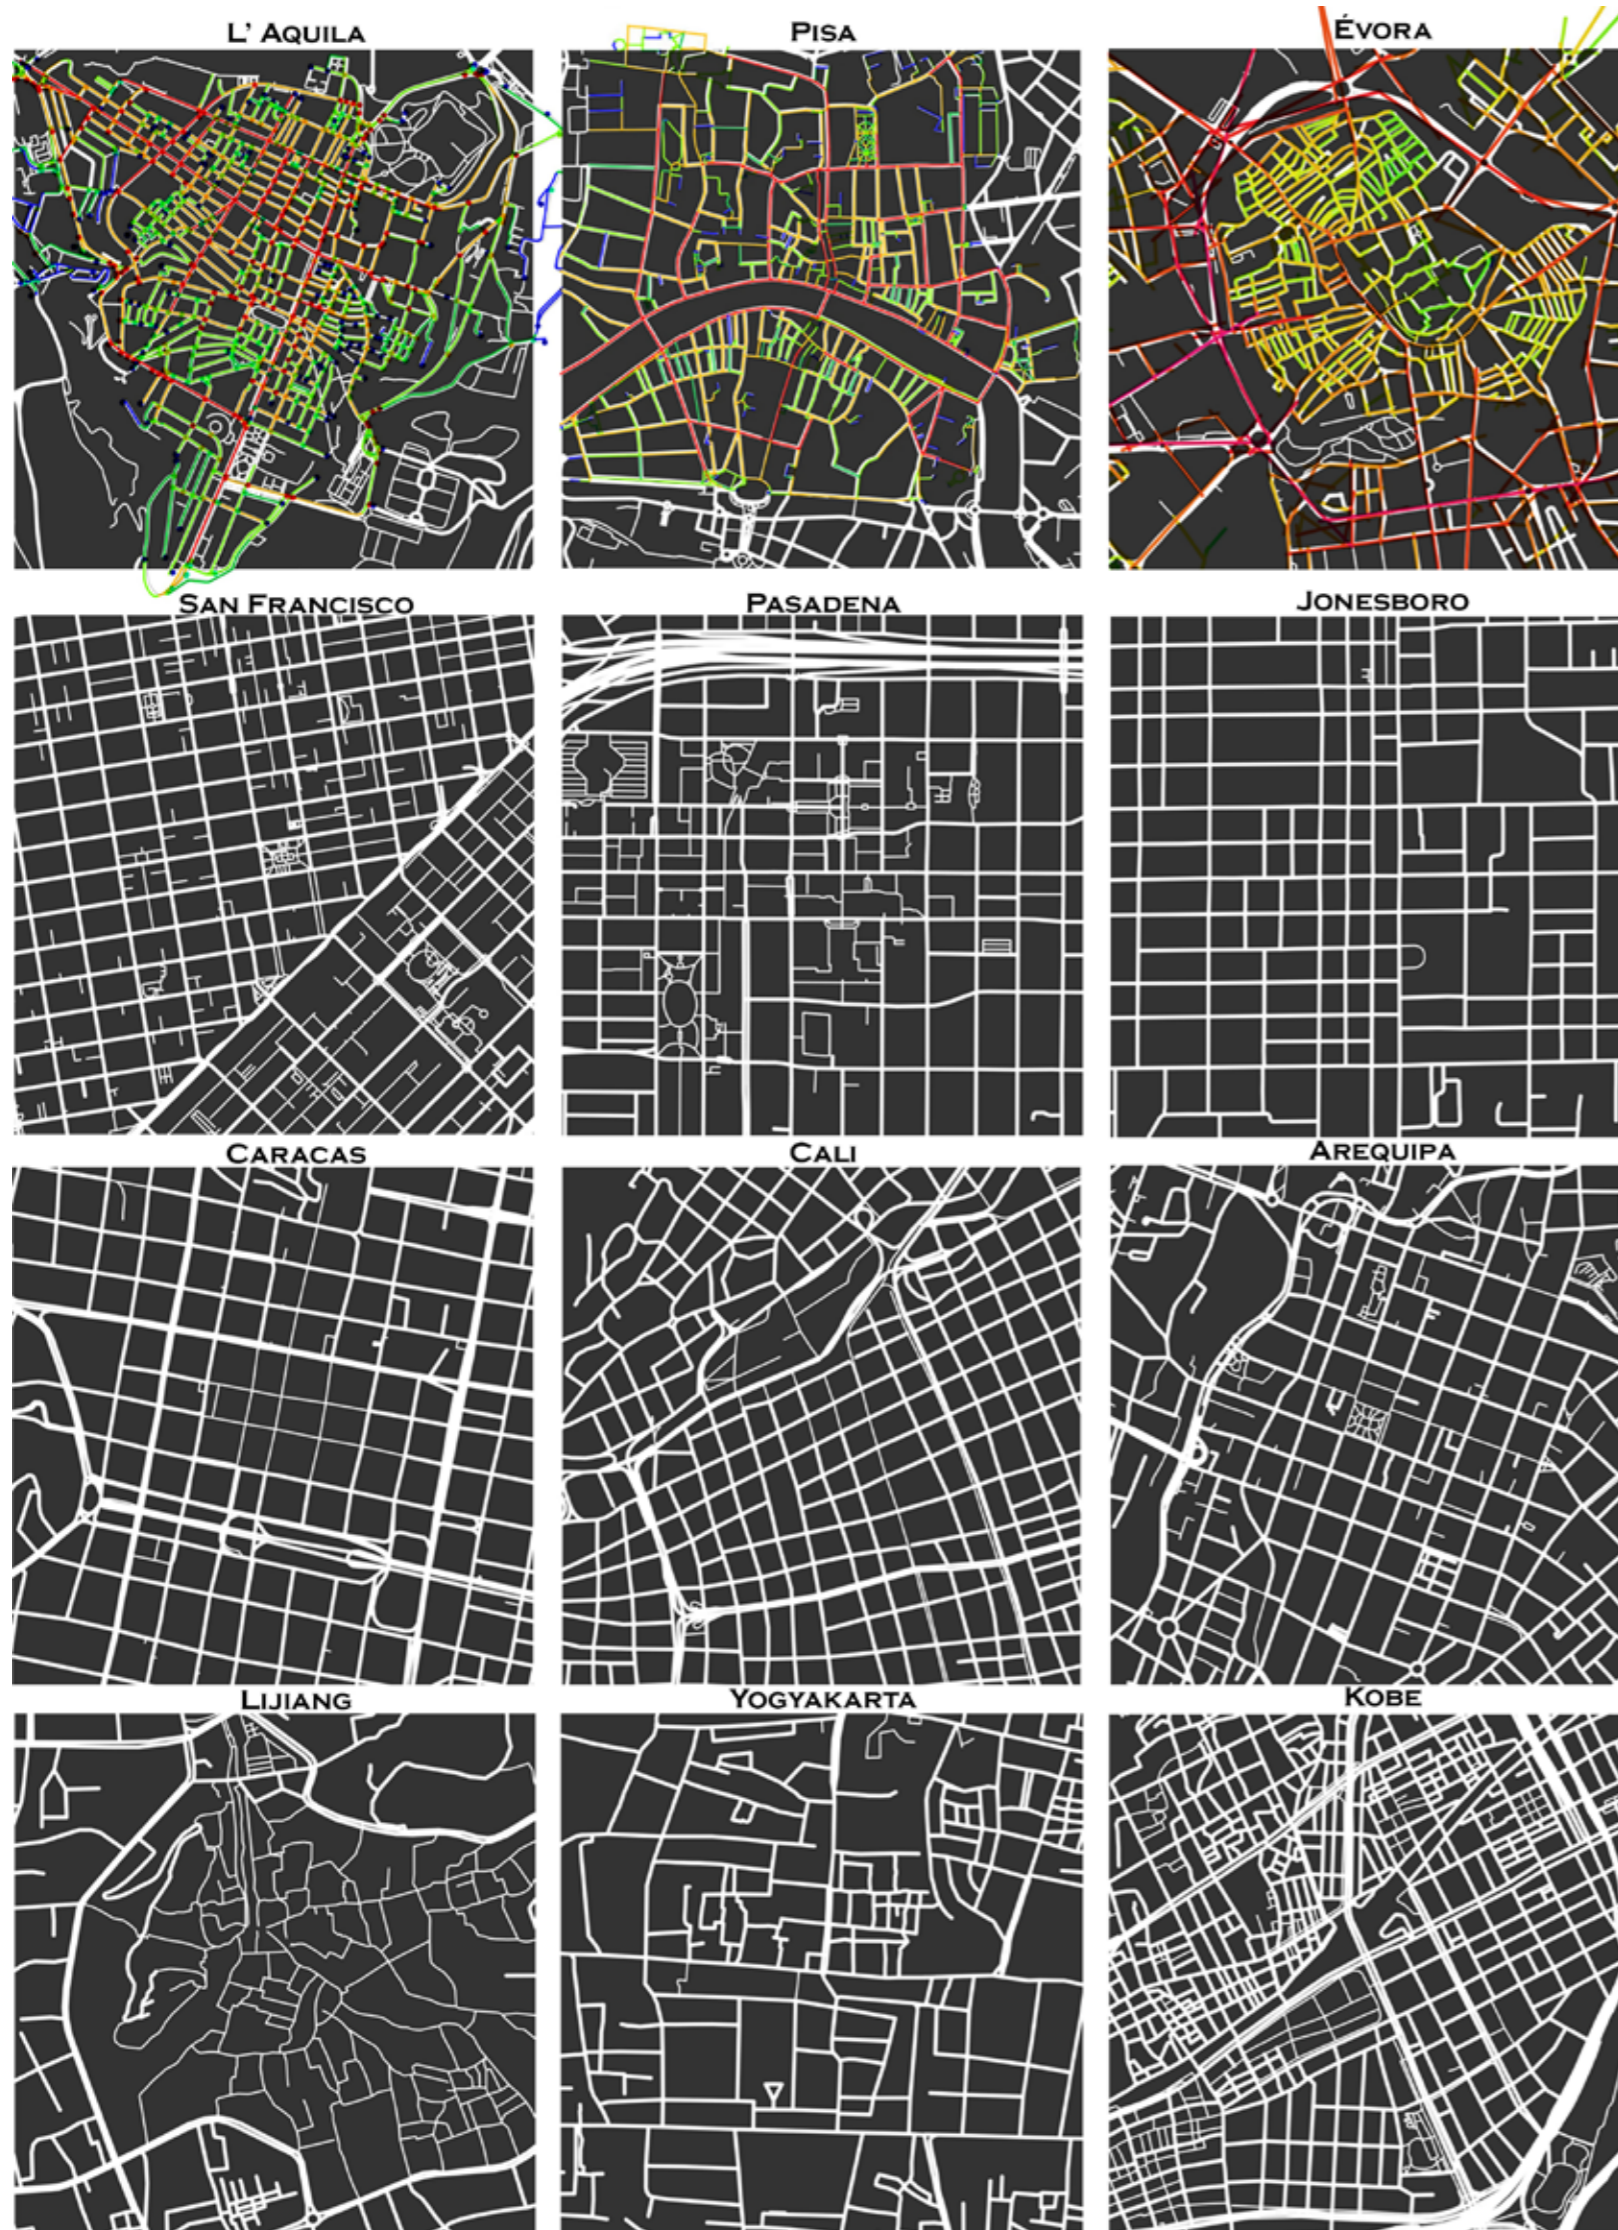 L' AQUILA
PISA
ÉVORA
SAN FRANCISCO
PASADENA
JONESBORO
CARACAS
CALI
AREQUIPA
LIJIANG
YOGYAKARTA
KOBE